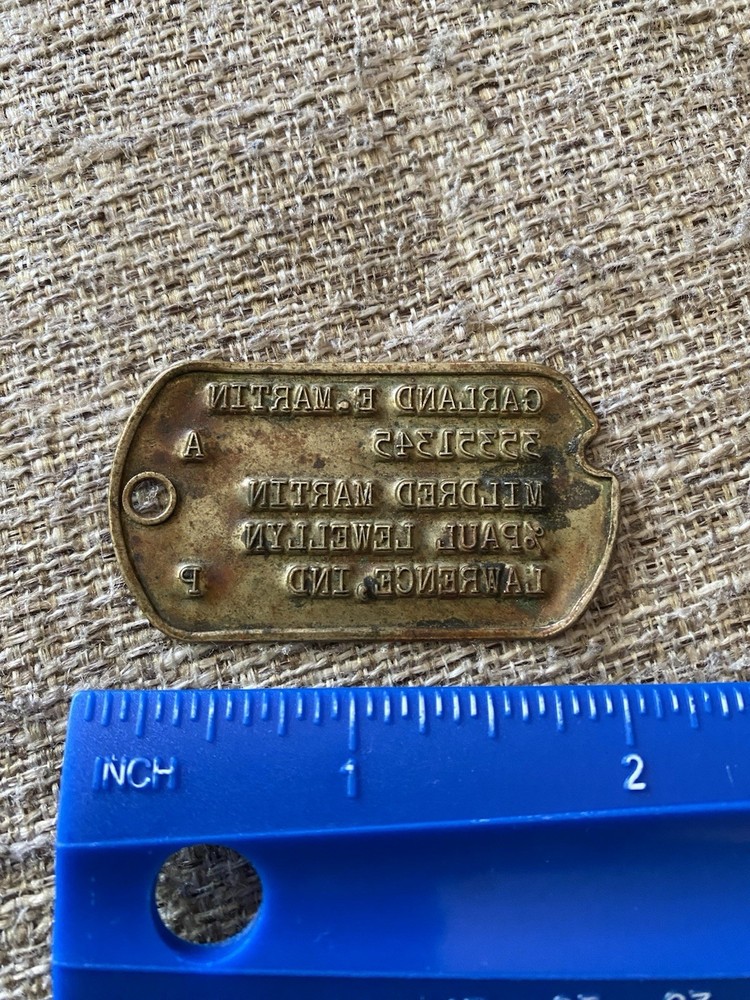 GARLAND E.MARTIN
35351345 A
MILDRED MARTIN
%PAUL LEWELLYN
LAWRENCE,IND P
INCH 1 2